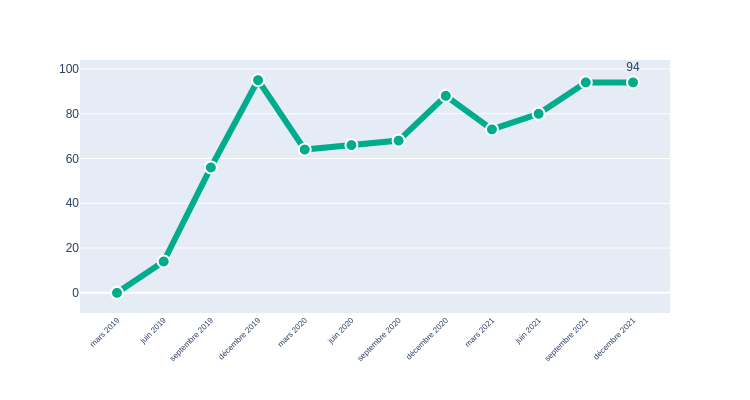 94
100
80
60
40
20
0
mars 2019
juin 2019
septembre 2019
décembre 2019
mars 2020
juin 2020
septembre 2020
décembre 2020
mars 2021
juin 2021
septembre 2021
décembre 2021